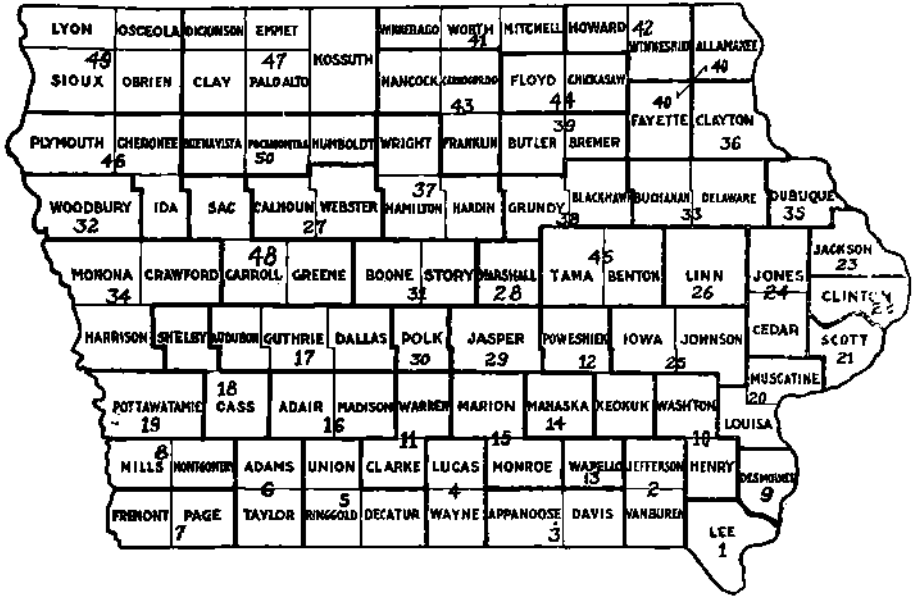 LYON OSCEOLA DICKINSON EMMET WINNEBAGO WORTH MITCHELL HOWARD 42
49 47 KOSSUTH 41 WINNESHIEK ALLAMAKEE
SIOUX OBRIEN CLAY PALO ALTO HANCOCK CERROGORDO FLOYD CHICKASAW 40
43 44 40
39 FAYETTE CLAYTON
PLYMOUTH CHEROKEE BUENAVISTA POCAHONTAS HUMBOLDT WRIGHT FRANKLIN BUTLER BREMER 36
46 50
37 BLACKHAWK BUCHANAN DELAWARE DUBUQUE
WOODBURY IDA SAC CALHOUN WEBSTER HAMILTON HARDIN GRUNDY 33 35
32 27 38
48 45 JACKSON
MONONA CRAWFORD CARROLL GREENE BOONE STORY MARSHALL TAMA BENTON LINN JONES 23
34 31 28 26 24 CLINTON
HARRISON SHELBY AUDUBON GUTHRIE DALLAS POLK JASPER POWESHIEK IOWA JOHNSON CEDAR SCOTT
17 30 29 12 25 21
18 MUSCATINE
POTTAWATAMIE CASS ADAIR MADISON WARREN MARION MAHASKA KEOKUK WASHTON 20
19 16 14 LOUISA
8 11 15 10
MILLS MONTGOMERY ADAMS UNION CLARKE LUCAS MONROE WAPELLO JEFFERSON HENRY DESMOINES
6 5 4 13 2 9
FREMONT PAGE TAYLOR RINGGOLD DECATUR WAYNE APPANOOSE DAVIS VANBUREN LEE
7 3 1